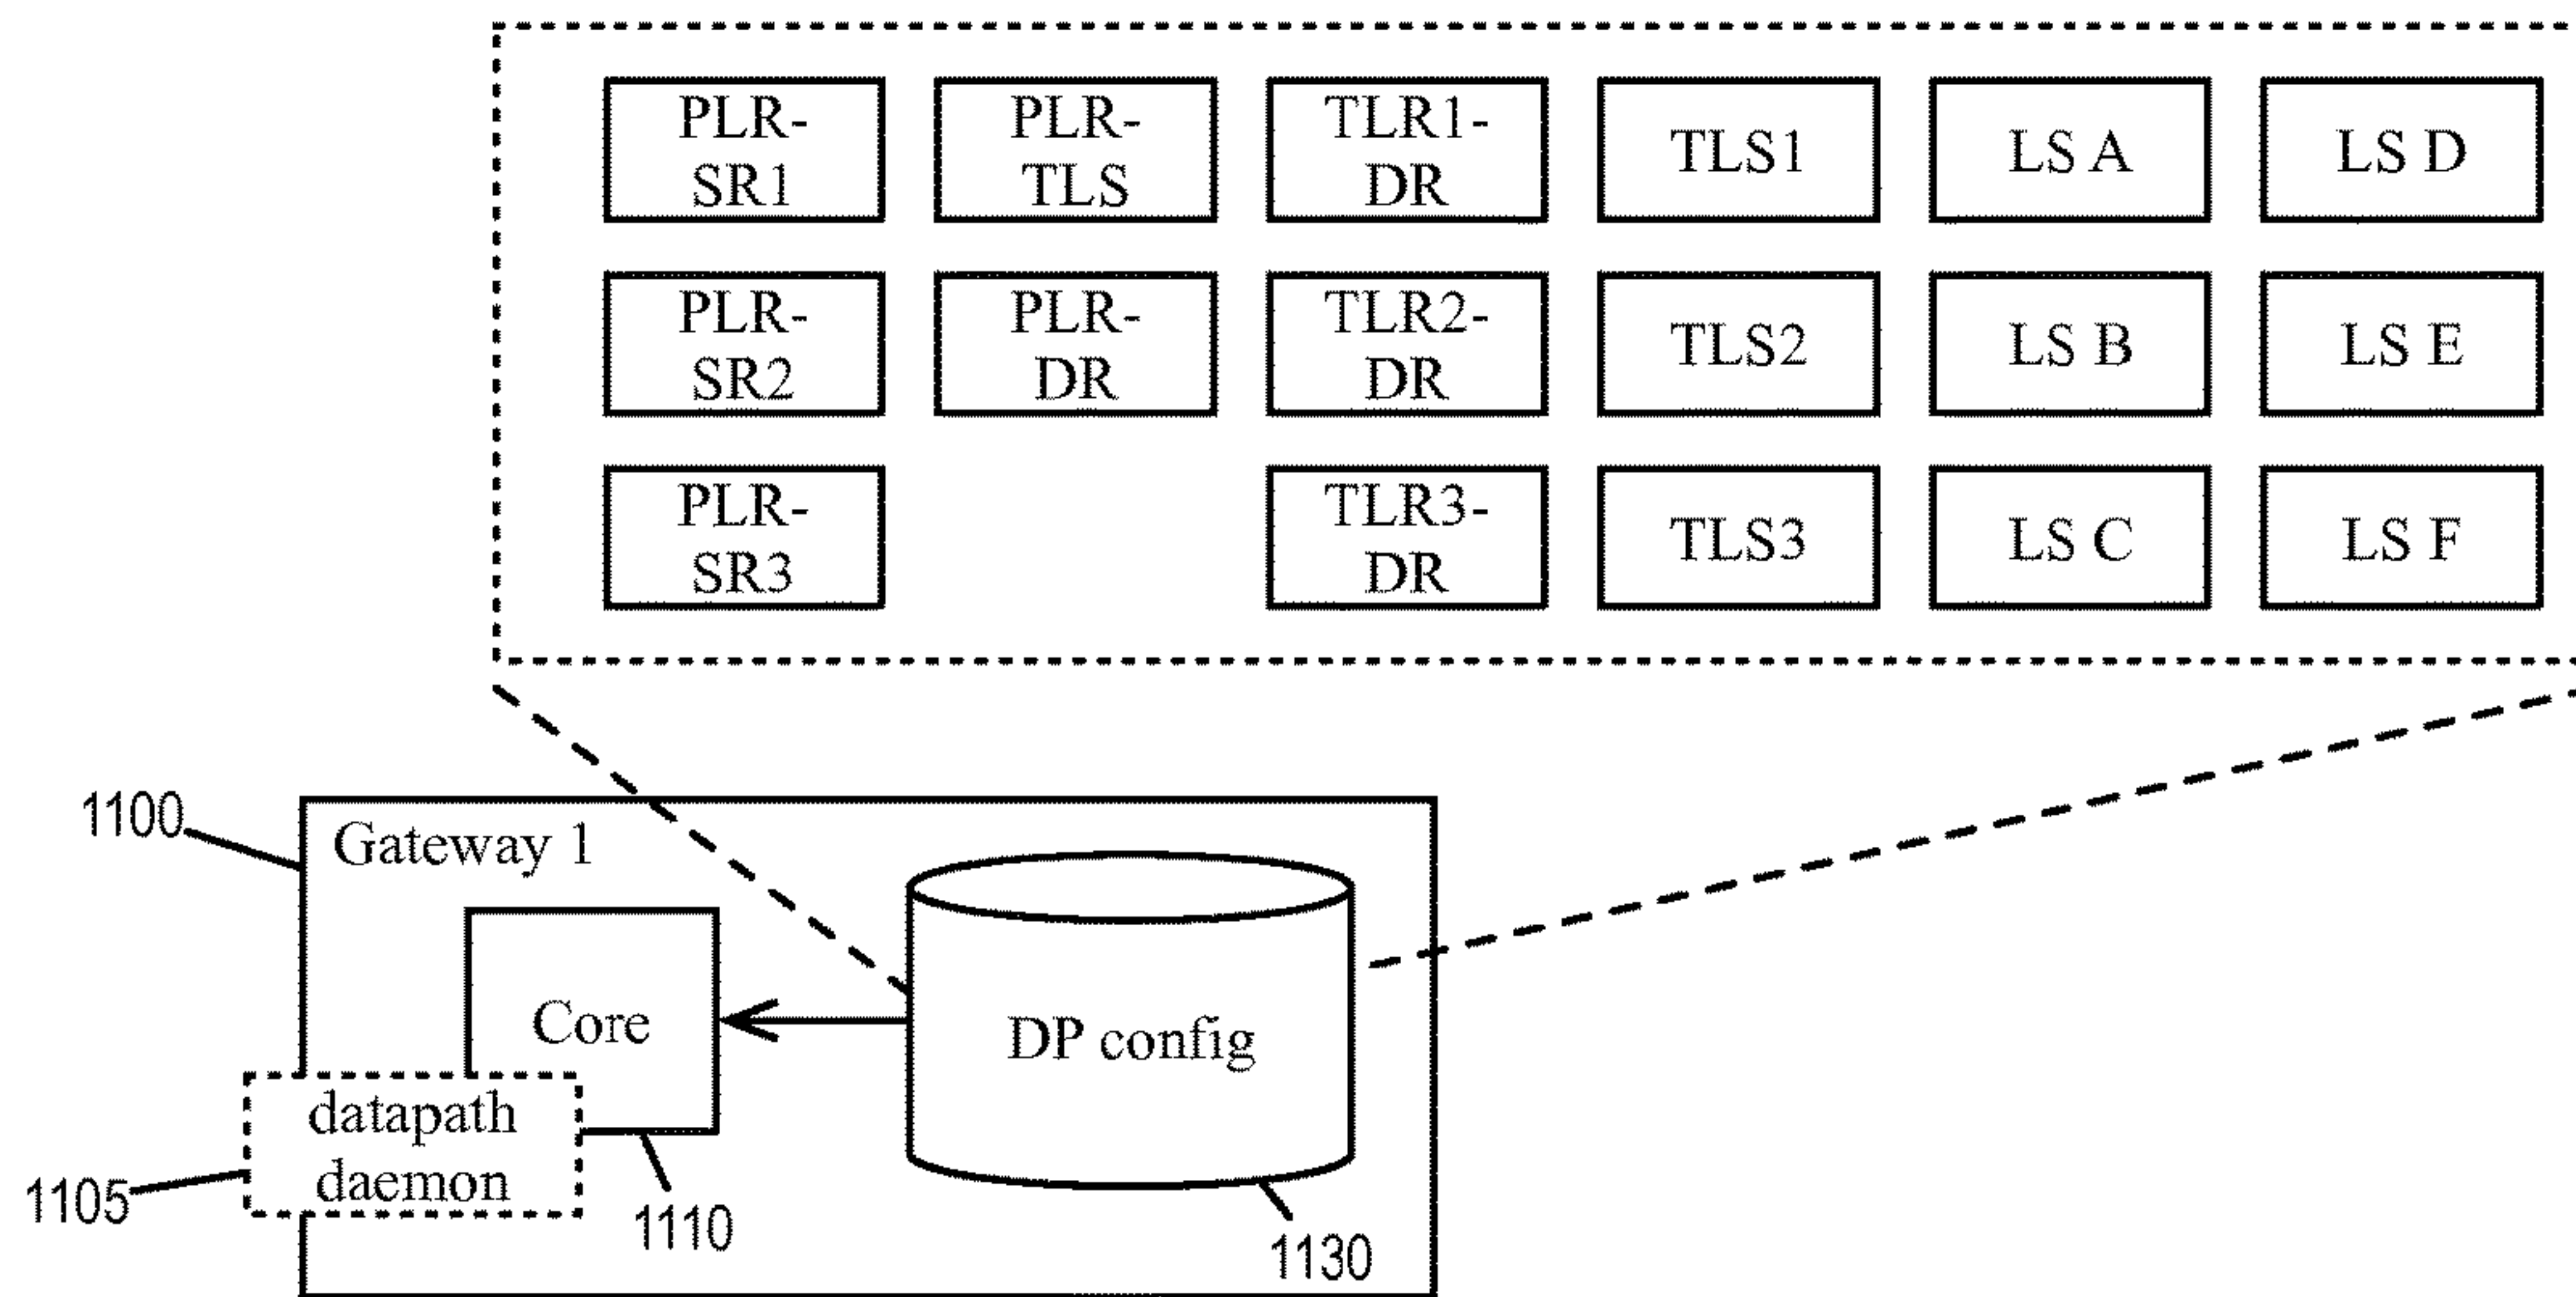 PLR-
SR1
PLR-
TLS
TLR1-
DR
TLS1
LS A
LS D
PLR-
SR2
PLR-
DR
TLR2-
DR
TLS2
LS B
LS E
PLR-
SR3
TLR3-
DR
TLS3
LS C
LS F
1100
Gateway 1
Core
DP config
datapath
daemon
1105
1110
1130